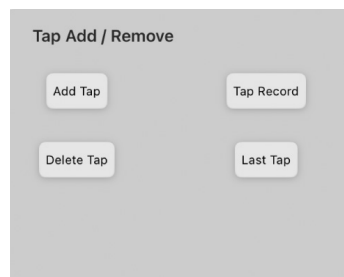 Tap Add / Remove
Add Tap
Tap Record
Delete Tap
Last Tap